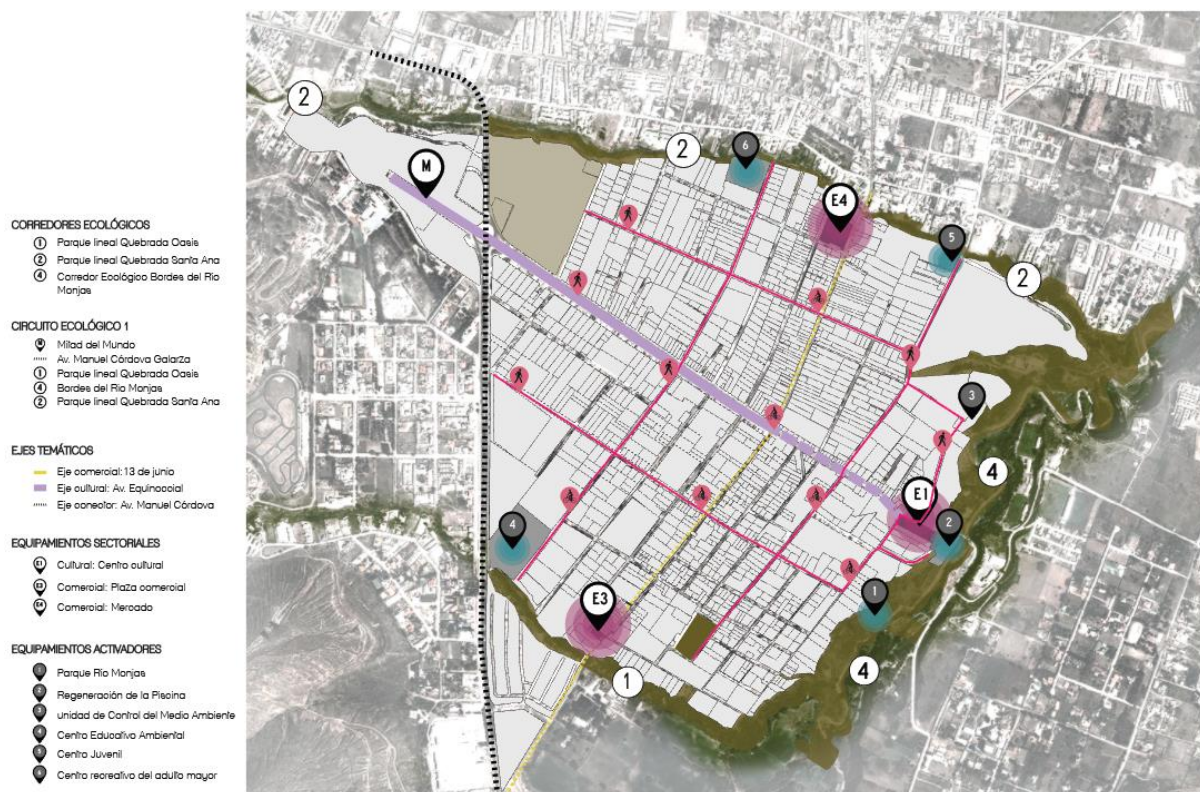 CORREDORES ECOLÓGICOS
1 Parque lineal Quebrada Oasis
2 Parque lineal Quebrada Santa Ana
4 Corredor Ecológico Bordes del Río
Monjas
CIRCUITO ECOLÓGICO 1
M Mitad del Mundo
Av. Manuel Córdova Galarza
1 Parque lineal Quebrada Oasis
4 Bordes del Río Monjas
2 Parque lineal Quebrada Santa Ana
EJES TEMÁTICOS
Eje comercial: 13 de junio
Eje cultural: Av. Equinoccial
Eje conector: Av. Manuel Córdova
EQUIPAMIENTOS SECTORIALES
E1 Cultural: Centro cultural
E3 Comercial: Plaza comercial
E4 Comercial: Mercado
EQUIPAMIENTOS ACTIVADORES
1 Parque Río Monjas
2 Regeneración de la Piscina
3 unidad de Control del Medio Ambiente
4 Centro Educativo Ambiental
5 Centro Juvenil
6 Centro recreativo del adulto mayor
2
M
2
6
E4
5
2
3
4
E1
2
4
1
E3
4
1